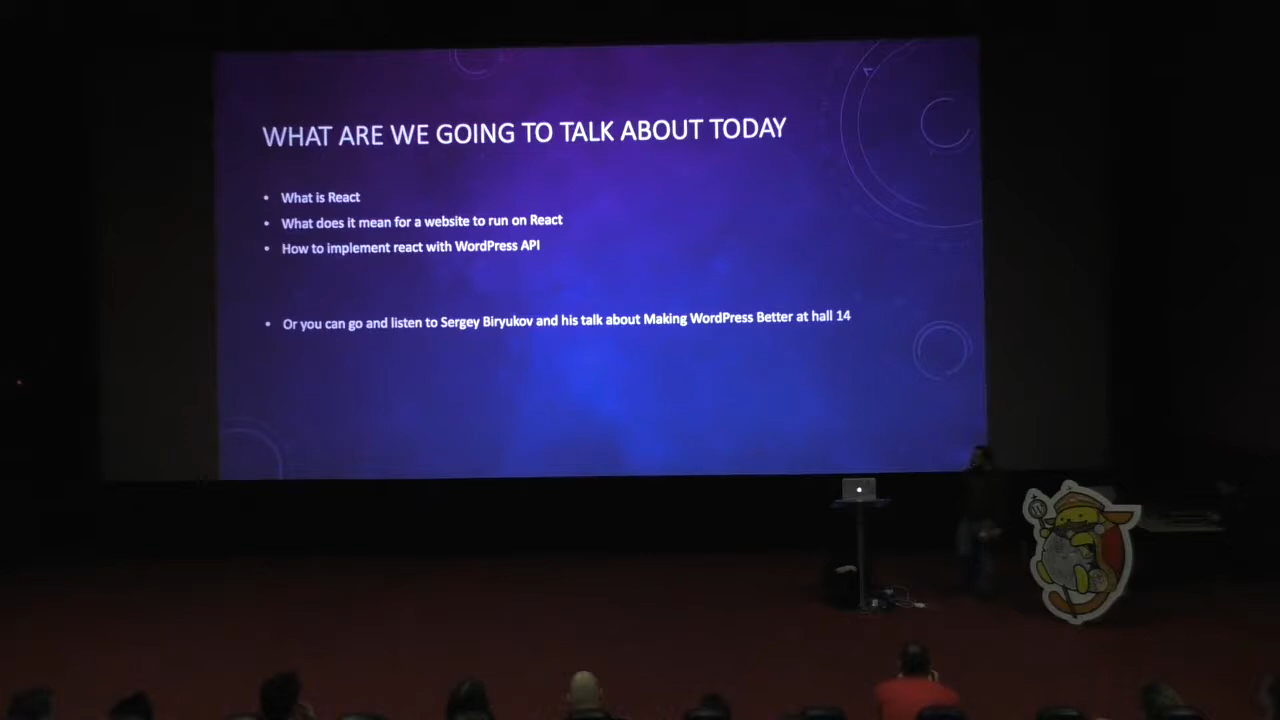 WHAT ARE WE GOING TO TALK ABOUT TODAY
• What is React
• What does it mean for a website to run on React
• How to implement react with WordPress API
• Or you can go and listen to Sergey Biryukov and his talk about Making WordPress Better at hall 14